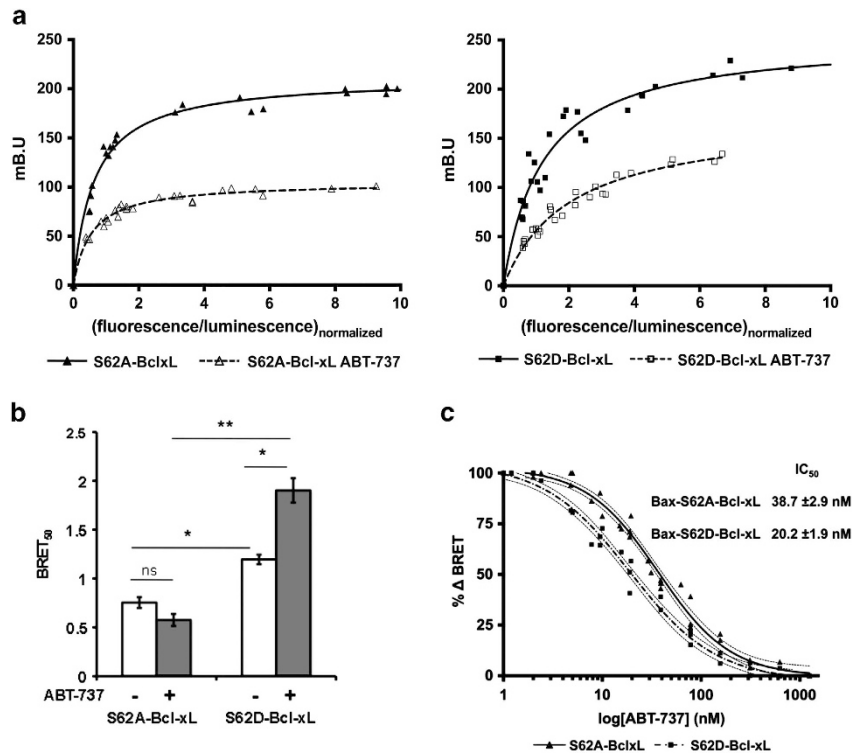 a
250
200
150
100
50
0
mB.U
0 2 4 6 8 10
(fluorescence/luminescence)normalized
S62A-BclxL S62A-Bcl-xL ABT-737
250
200
150
100
50
0
mB.U
0 2 4 6 8 10
(fluorescence/luminescence)normalized
S62D-Bcl-xL S62D-Bcl-xL ABT-737
b
2.5
2
1.5
1
0.5
0
BRET50
**
*
*
ns
ABT-737 - + - +
S62A-Bcl-xL S62D-Bcl-xL
c
100
75
50
25
0
% Δ BRET
IC50
Bax-S62A-Bcl-xL 38.7 ±2.9 nM
Bax-S62D-Bcl-xL 20.2 ±1.9 nM
1 10 100 1000
log[ABT-737] (nM)
S62A-BclxL S62D-Bcl-xL